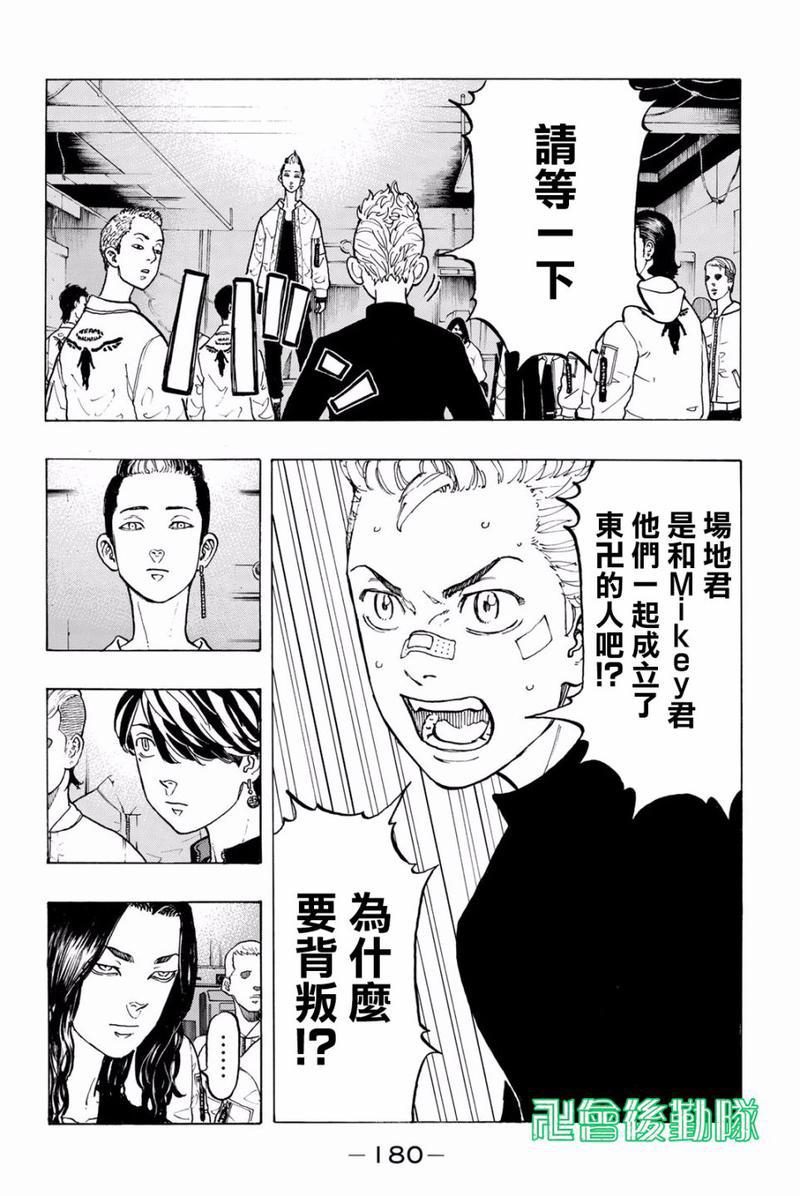 請等一下
場地君
是和Mikey君
他們一起成立了
東卍的人吧!?
為什麼
要背叛!?
……
卍會後勤隊
—180—